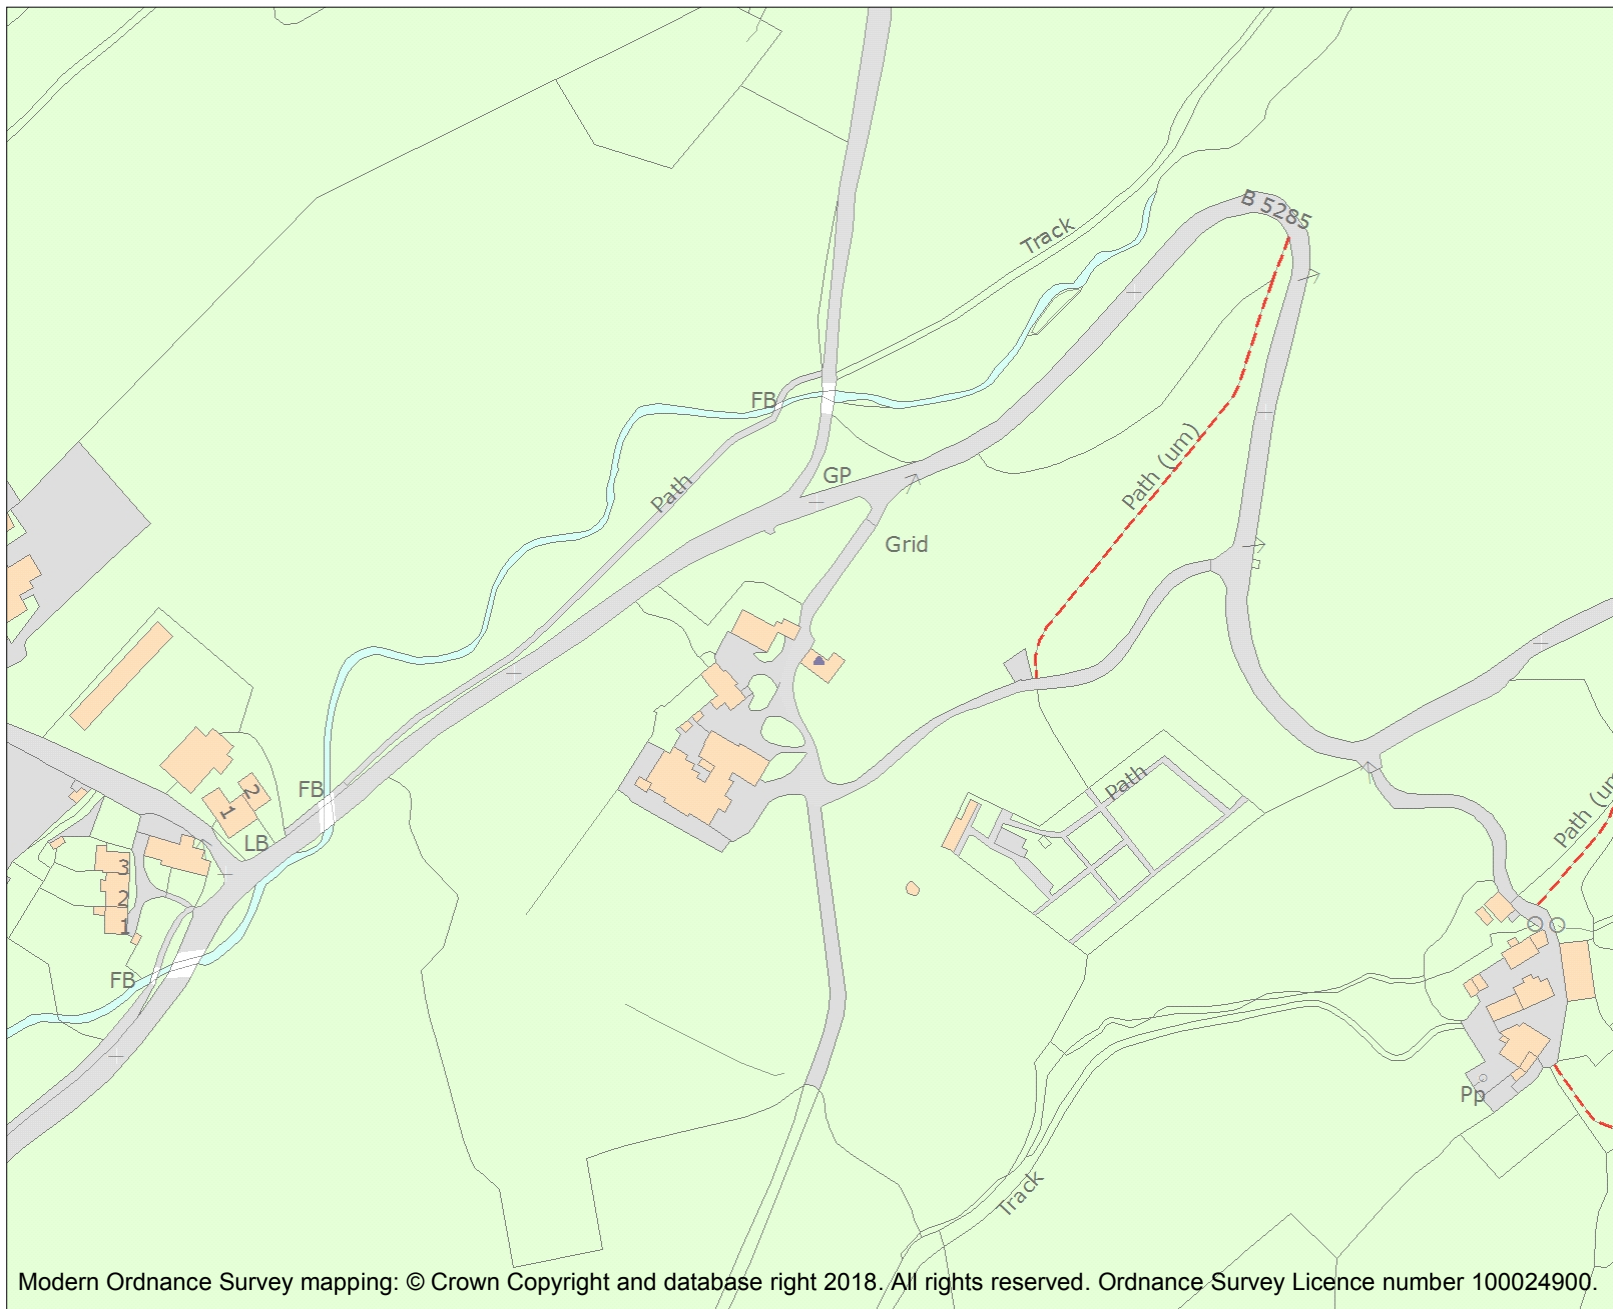 B 5285
Track
FB
Path (um)
GP
Path
Grid
Path
2
1
FB
Path (um
LB
3
2
1
FB
Pp
Track
Modern Ordnance Survey mapping: © Crown Copyright and database right 2018. All rights reserved. Ordnance Survey Licence number 100024900.